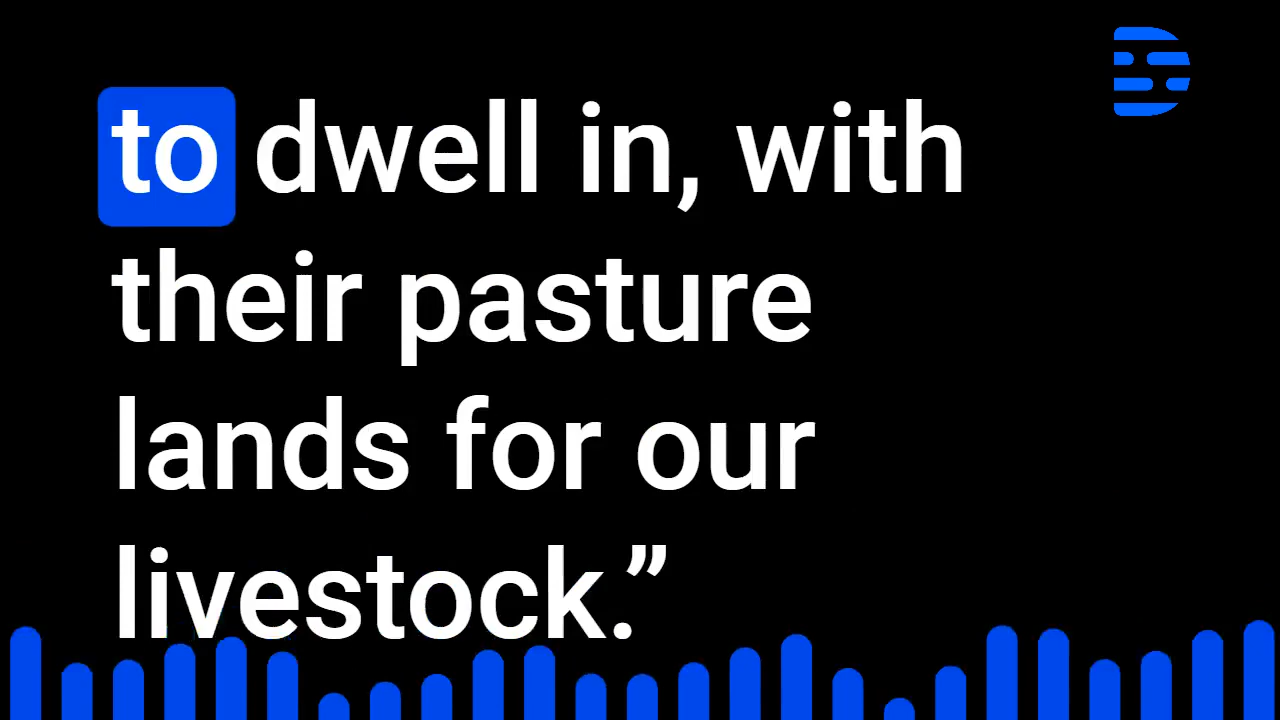 to dwell in, with
their pasture
lands for our
livestock.”